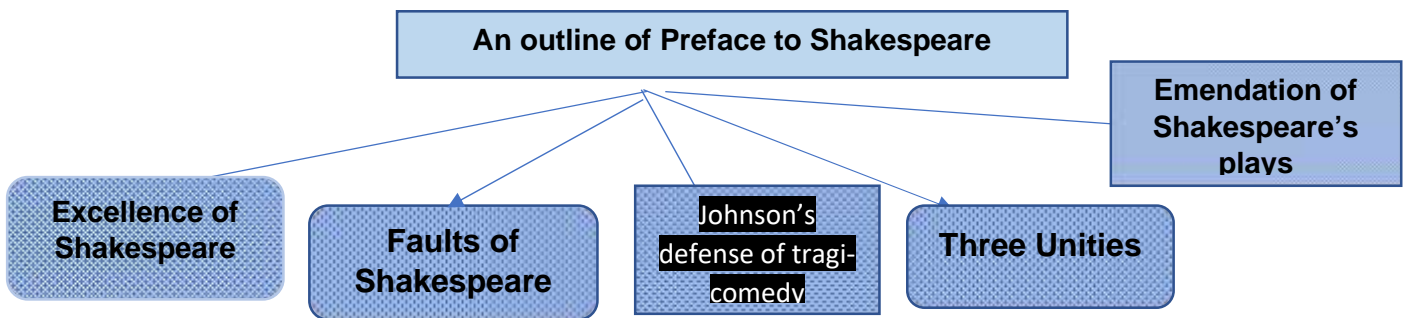 An outline of Preface to Shakespeare
Emendation of
Shakespeare’s
plays
Excellence of
Shakespeare
Faults of
Shakespeare
Johnson’s
defense of tragi-
comedy
Three Unities